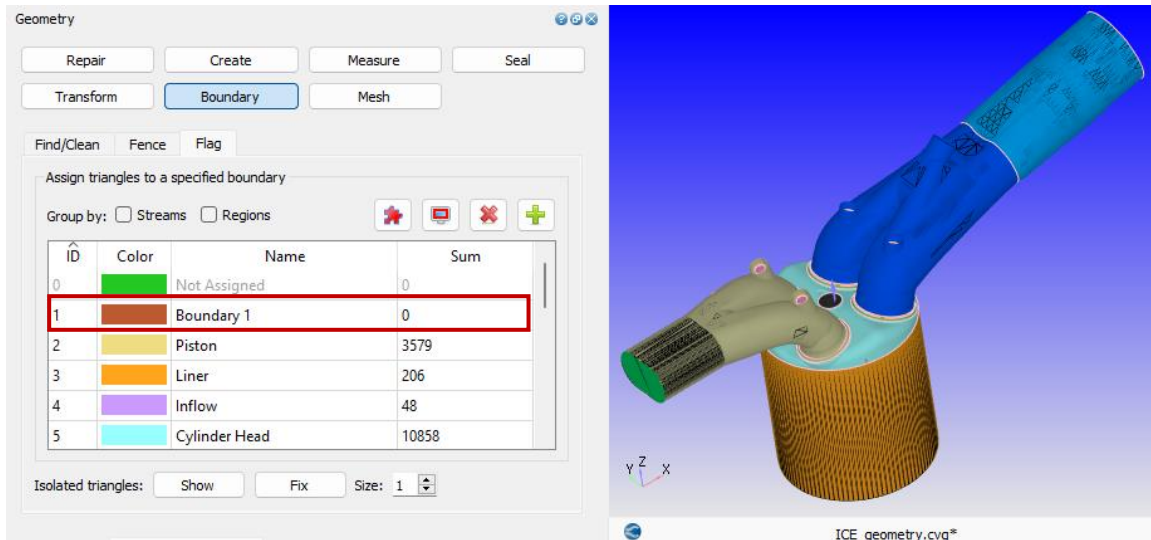 Geometry
Repair Create Measure Seal
Transform Boundary Mesh
Find/Clean Fence Flag
Assign triangles to a specified boundary
Group by: Streams Regions
ID Color Name Sum
0 Not Assigned 0
1 Boundary 1 0
2 Piston 3579
3 Liner 206
4 Inflow 48
5 Cylinder Head 10858
Isolated triangles: Show Fix Size: 1
Y Z X
ICE_geometry.cvg*